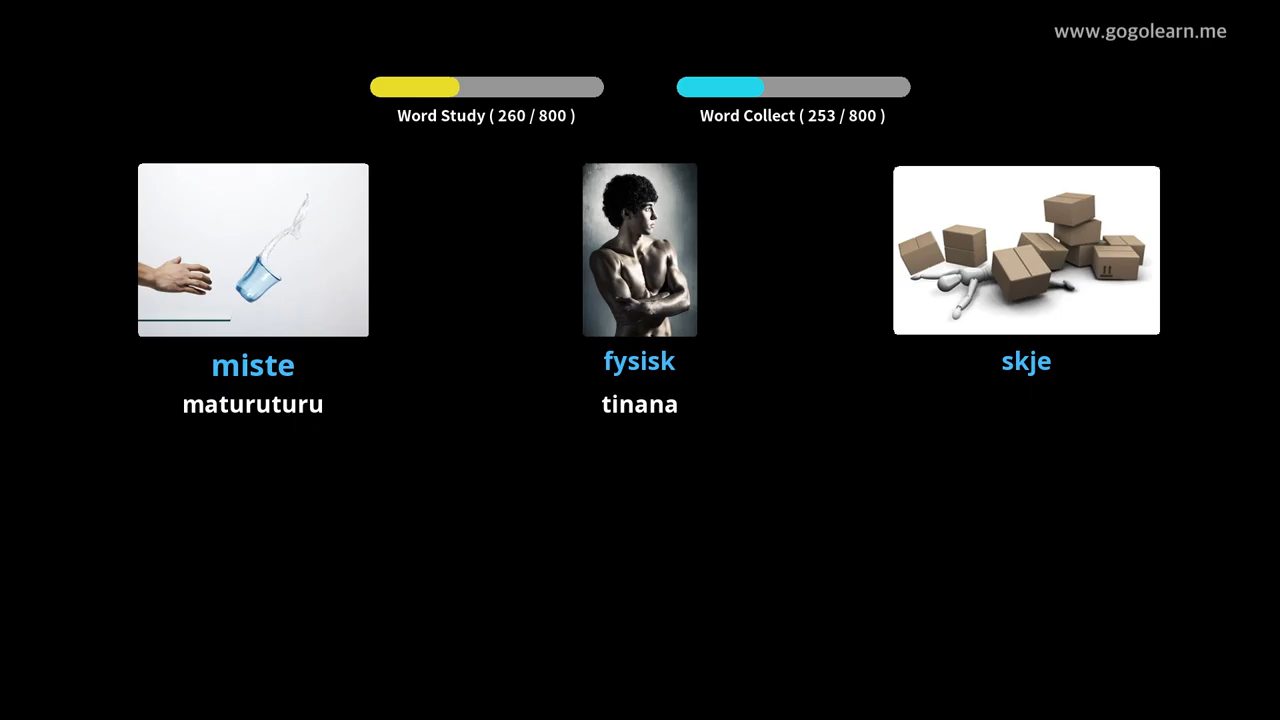 www.gogolearn.me
Word Study ( 260 / 800 )
Word Collect ( 253 / 800 )
miste
fysisk
skje
maturuturu
tinana